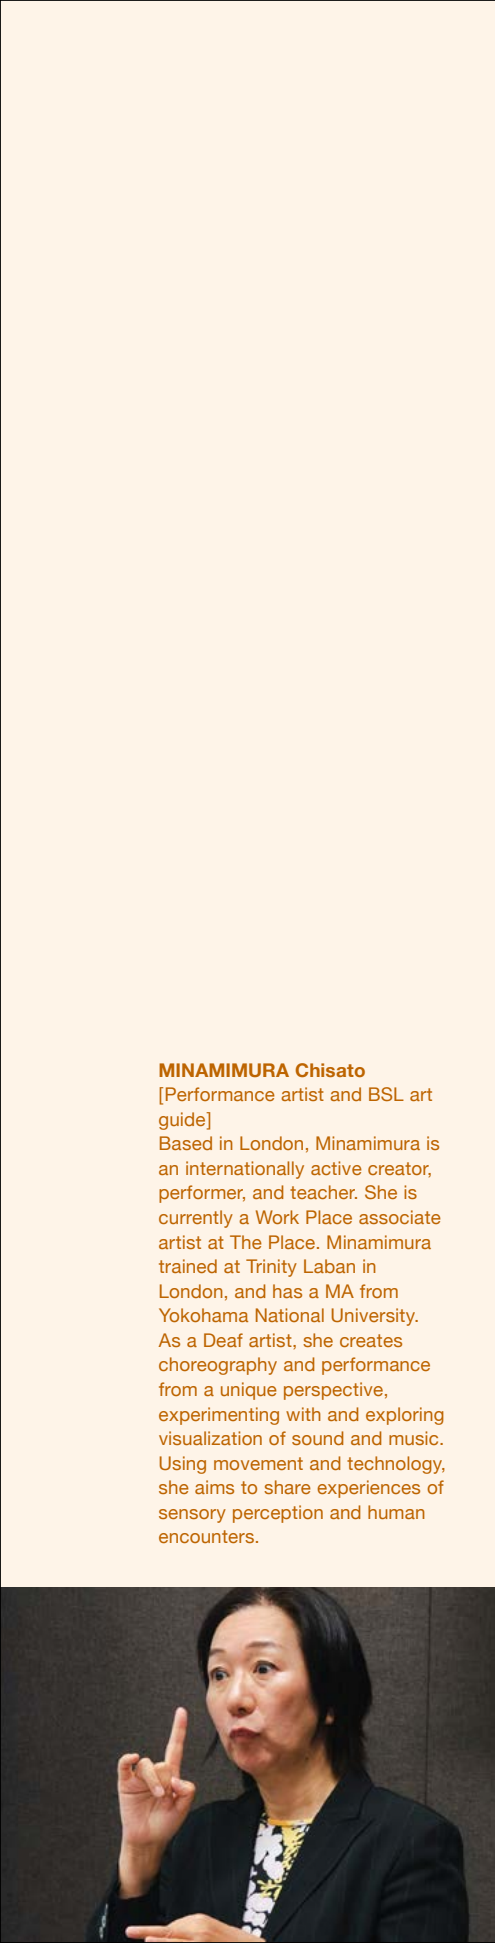 MINAMIMURA Chisato
[Performance artist and BSL art
guide]
Based in London, Minamimura is
an internationally active creator,
performer, and teacher. She is
currently a Work Place associate
artist at The Place. Minamimura
trained at Trinity Laban in
London, and has a MA from
Yokohama National University.
As a Deaf artist, she creates
choreography and performance
from a unique perspective,
experimenting with and exploring
visualization of sound and music.
Using movement and technology,
she aims to share experiences of
sensory perception and human
encounters.